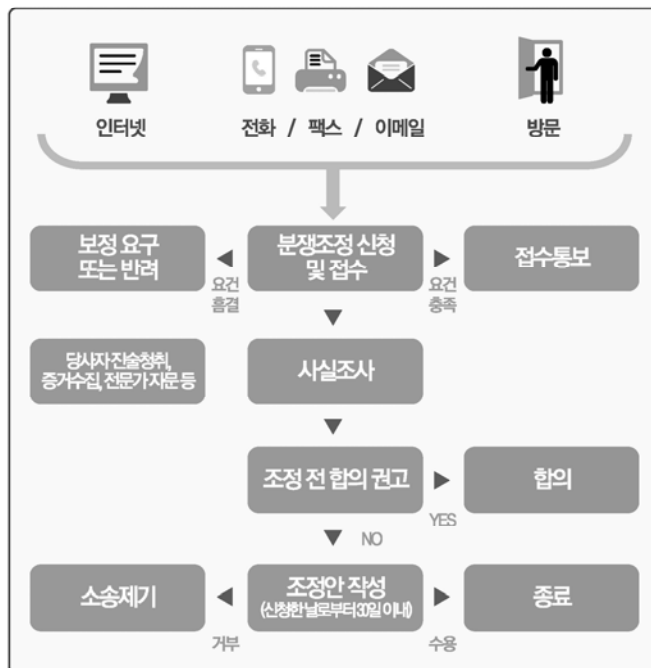 인터넷
전화 / 팩스 / 이메일
방문
보정 요구
또는 반려
요건
흠결
분쟁조정 신청
및 접수
요건
충족
접수통보
당사자 진술청취,
증거수집, 전문가 자문 등
사실조사
조정 전 합의 권고
YES
합의
NO
소송제기
거부
조정안 작성
(신청한 날로부터 30일 이내)
수용
종료